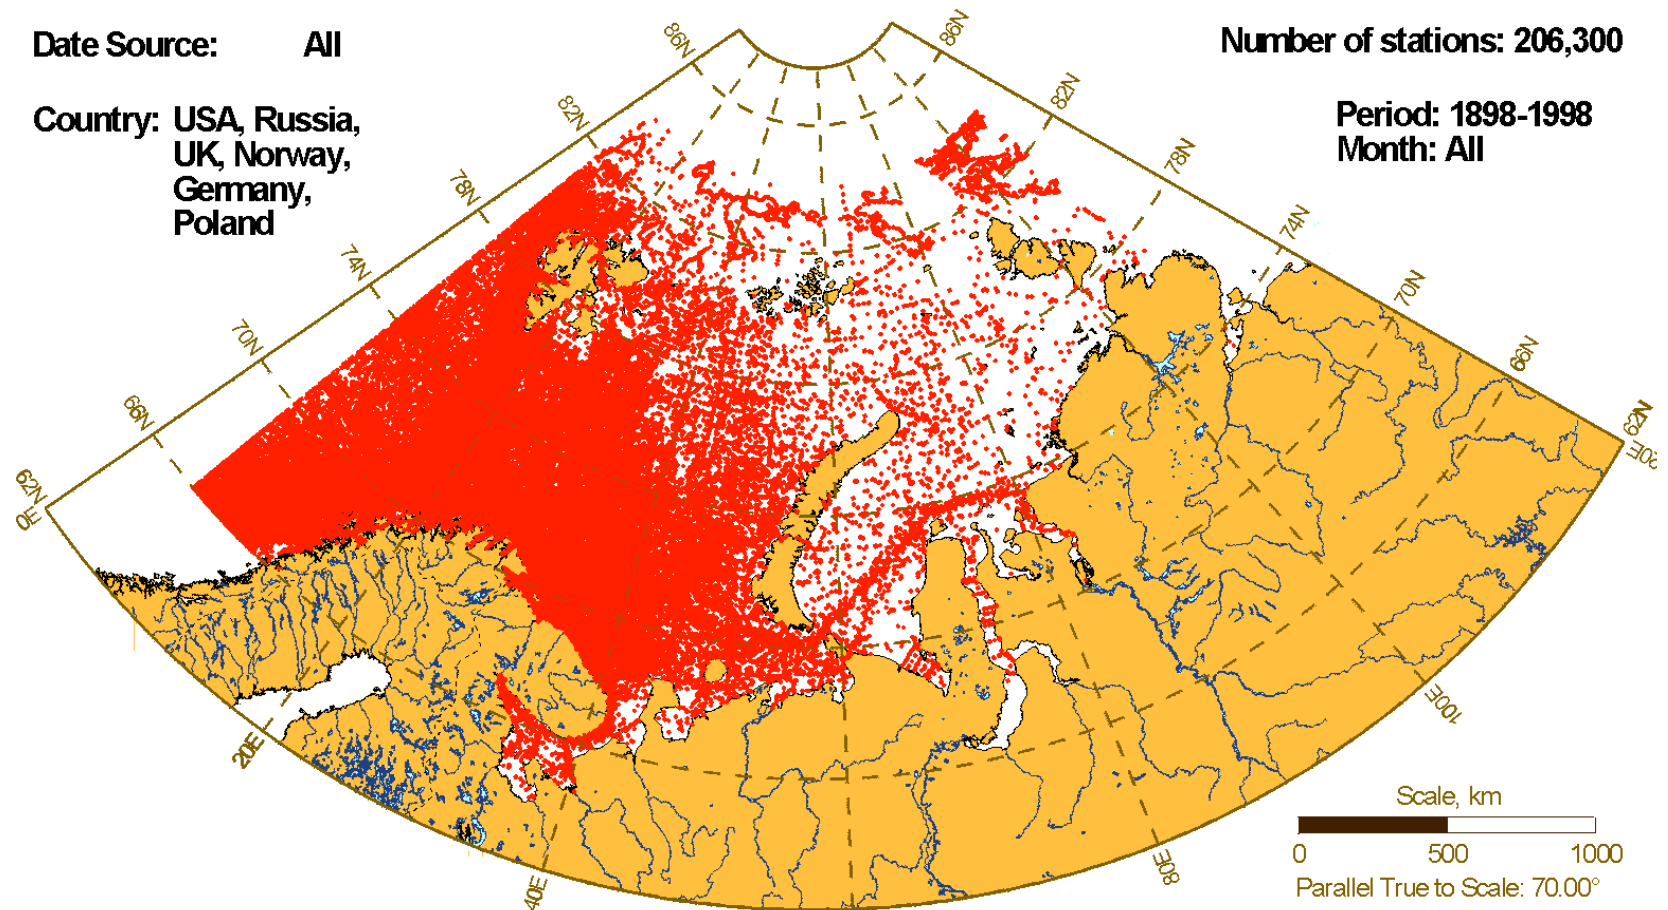 Date Source: All
Number of stations: 206,300
Country: USA, Russia,
UK, Norway,
Germany,
Poland
Period: 1898-1998
Month: All
86N
82N
78N
74N
70N
66N
62N
0E
86N
82N
78N
74N
70N
66N
62N
20E
40E
80E
100E
Scale, km
0 500 1000
Parallel True to Scale: 70.00°